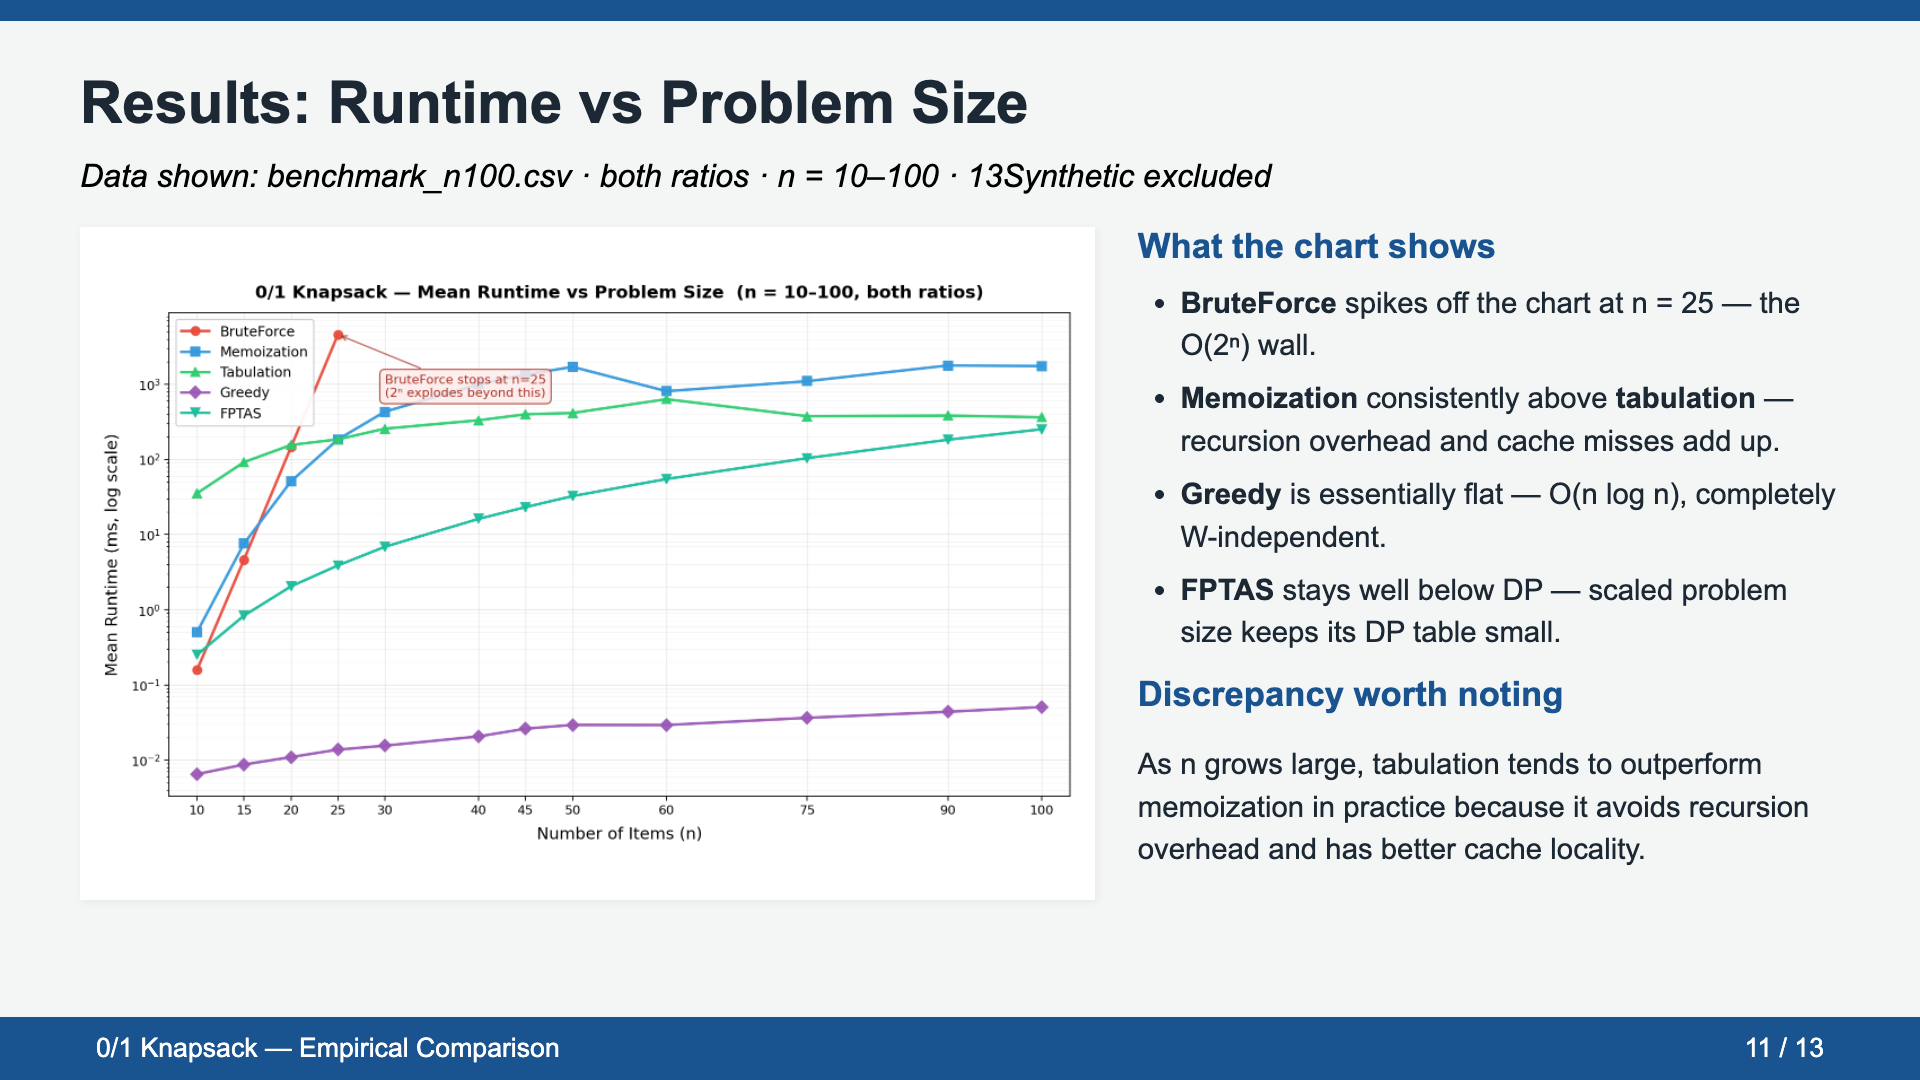 Results: Runtime vs Problem Size
Data shown: benchmark_n100.csv · both ratios · n = 10–100 · 13Synthetic excluded
0/1 Knapsack — Mean Runtime vs Problem Size (n = 10–100, both ratios)
BruteForce
Memoization
Tabulation
Greedy
FPTAS
BruteForce stops at n=25
(2ⁿ explodes beyond this)
Mean Runtime (ms, log scale)
10³
10²
10¹
10⁰
10⁻¹
10⁻²
10 15 20 25 30 40 45 50 60 75 90 100
Number of Items (n)
What the chart shows
• BruteForce spikes off the chart at n = 25 — the
O(2ⁿ) wall.
• Memoization consistently above tabulation —
recursion overhead and cache misses add up.
• Greedy is essentially flat — O(n log n), completely
W-independent.
• FPTAS stays well below DP — scaled problem
size keeps its DP table small.
Discrepancy worth noting
As n grows large, tabulation tends to outperform
memoization in practice because it avoids recursion
overhead and has better cache locality.
0/1 Knapsack — Empirical Comparison
11 / 13